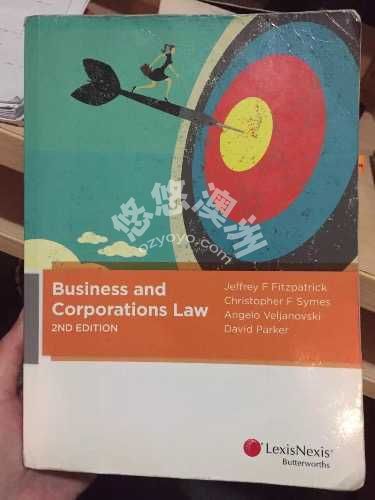 悠悠澳洲
ozyoyo.com
Business and
Corporations Law
2ND EDITION
Jeffrey F Fitzpatrick
Christopher F Symes
Angelo Veljanovski
David Parker
LexisNexis®
Butterworths